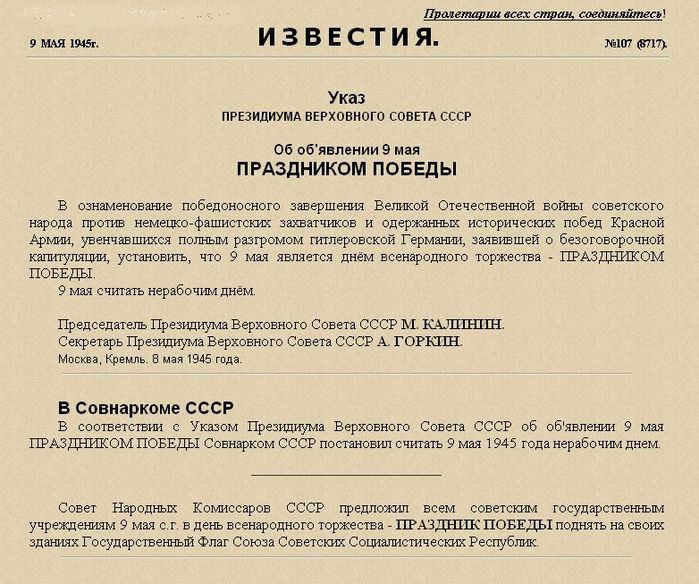 Пролетарии всех стран, соединяйтесь!
9 МАЯ 1945г.
ИЗВЕСТИЯ.
№107 (8717).
Указ
ПРЕЗИДИУМА ВЕРХОВНОГО СОВЕТА СССР
Об об'явлении 9 мая
ПРАЗДНИКОМ ПОБЕДЫ
В ознаменование победоносного завершения Великой Отечественной войны советского
народа против немецко-фашистских захватчиков и одержанных исторических побед Красной
Армии, увенчавшихся полным разгромом гитлеровской Германии, заявившей о безоговорочной
капитуляции, установить, что 9 мая является днём всенародного торжества - ПРАЗДНИКОМ
ПОБЕДЫ.
9 мая считать нерабочим днём.
Председатель Президиума Верховного Совета СССР М. КАЛИНИН.
Секретарь Президиума Верховного Совета СССР А. ГОРКИН.
Москва, Кремль. 8 мая 1945 года.
В Совнаркоме СССР
В соответствии с Указом Президиума Верховного Совета СССР об об'явлении 9 мая
ПРАЗДНИКОМ ПОБЕДЫ Совнарком СССР постановил считать 9 мая 1945 года нерабочим днем.
Совет Народных Комиссаров СССР предложил всем советским государственным
учреждениям 9 мая с.г. в день всенародного торжества - ПРАЗДНИК ПОБЕДЫ поднять на своих
зданиях Государственный Флаг Союза Советских Социалистических Республик.